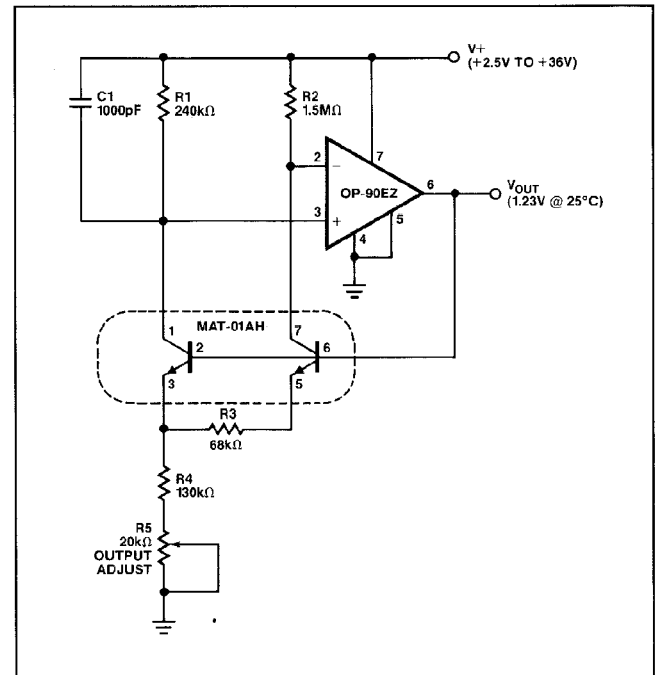 V+
(+2.5V TO +36V)
C1
1000pF
R1
240kΩ
R2
1.5MΩ
2
−
7
OP-90EZ
6
VOUT
(1.23V @ 25°C)
3
+
5
4
MAT-01AH
1
2
3
7
6
5
R3
68kΩ
R4
130kΩ
R5
20kΩ
OUTPUT
ADJUST